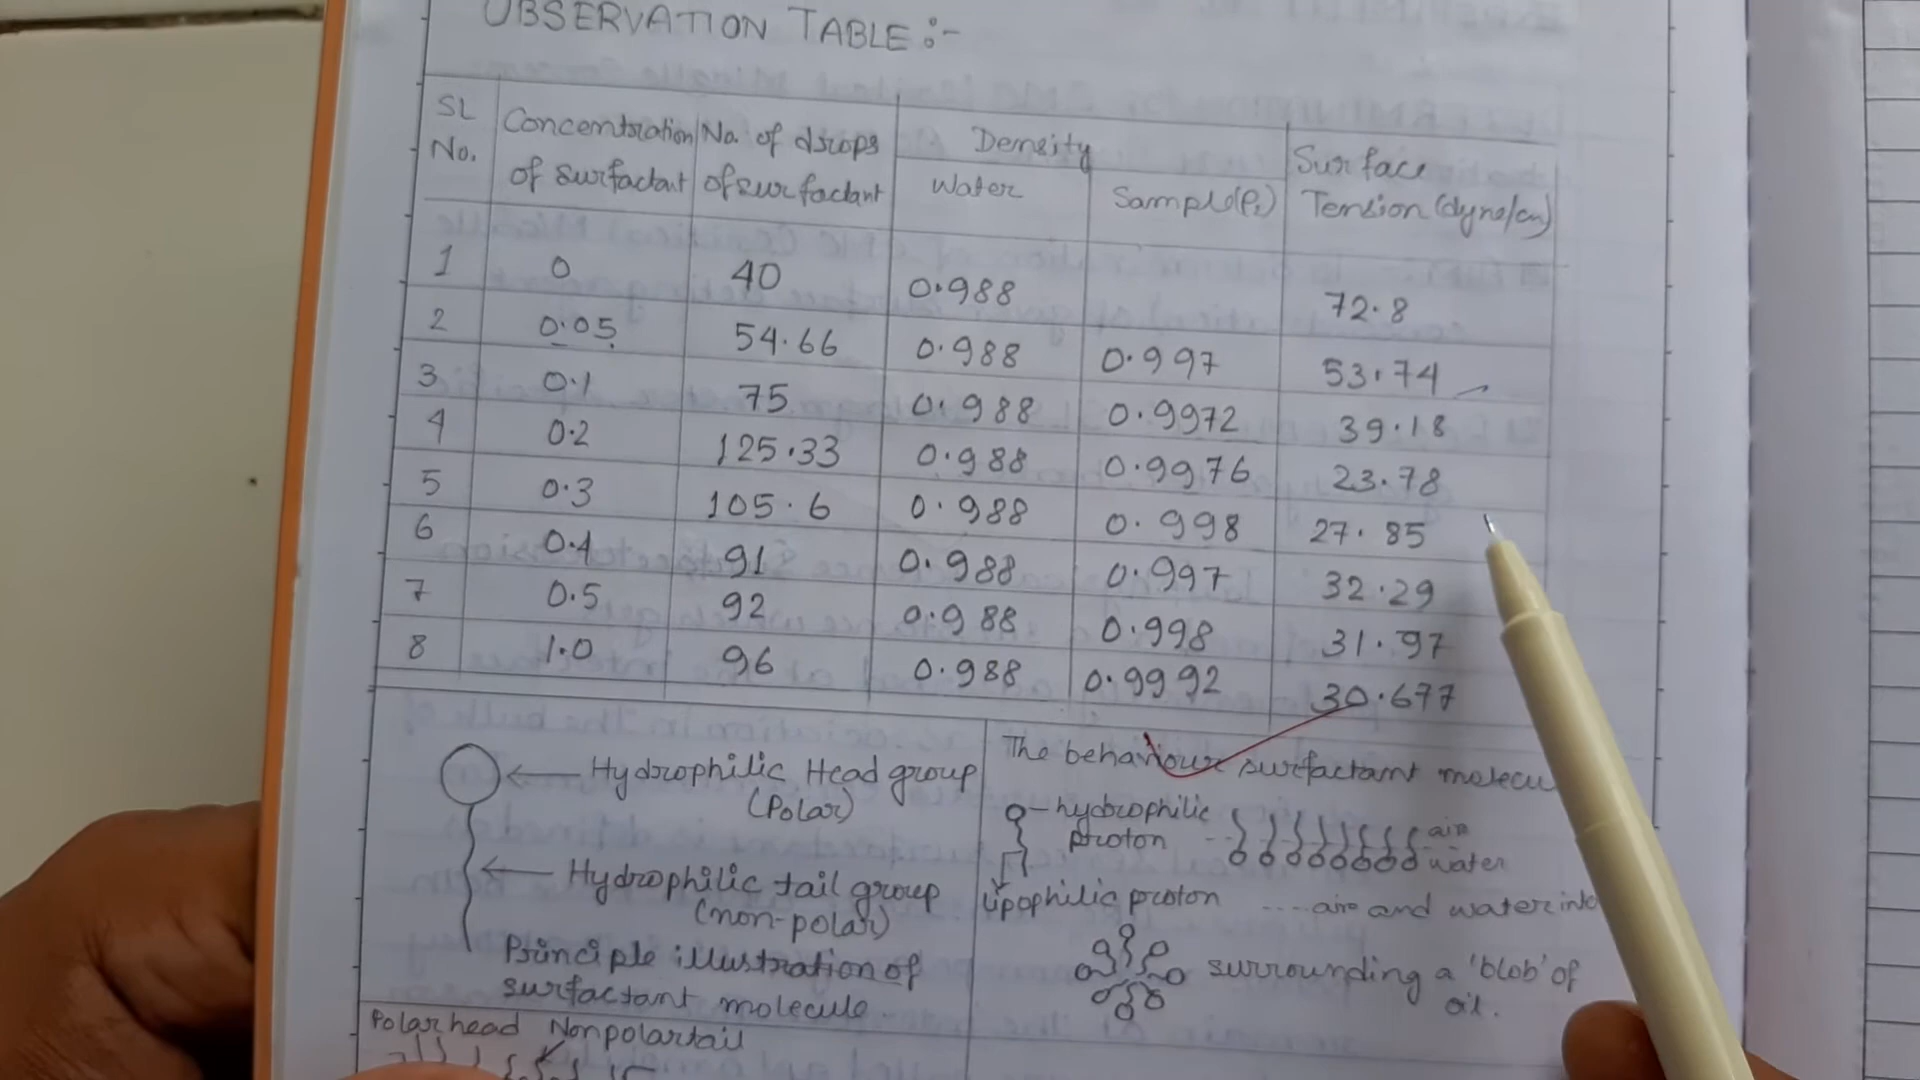 OBSERVATION TABLE :-
SL No. Concentration of surfactant No. of drops of surfactant Density Water Sample(ρ₂) Surface Tension (dyne/cm)
1 0 40 0.988 72.8
2 0.05 54.66 0.988 0.997 53.74
3 0.1 75 0.988 0.9972 39.18
4 0.2 125.33 0.988 0.9976 23.78
5 0.3 105.6 0.988 0.998 27.85
6 0.4 91 0.988 0.997 32.29
7 0.5 92 0.988 0.998 31.97
8 1.0 96 0.988 0.9992 30.677
Hydrophilic Head group
(Polar)
Hydrophilic tail group
(non-polar)
Principle illustration of
surfactant molecule
The behaviour surfactant molecu
hydrophilic
proton
air
water
lipophilic proton
.... air and water into
surrounding a 'blob' of
oil.
Polar head Nonpolar tail